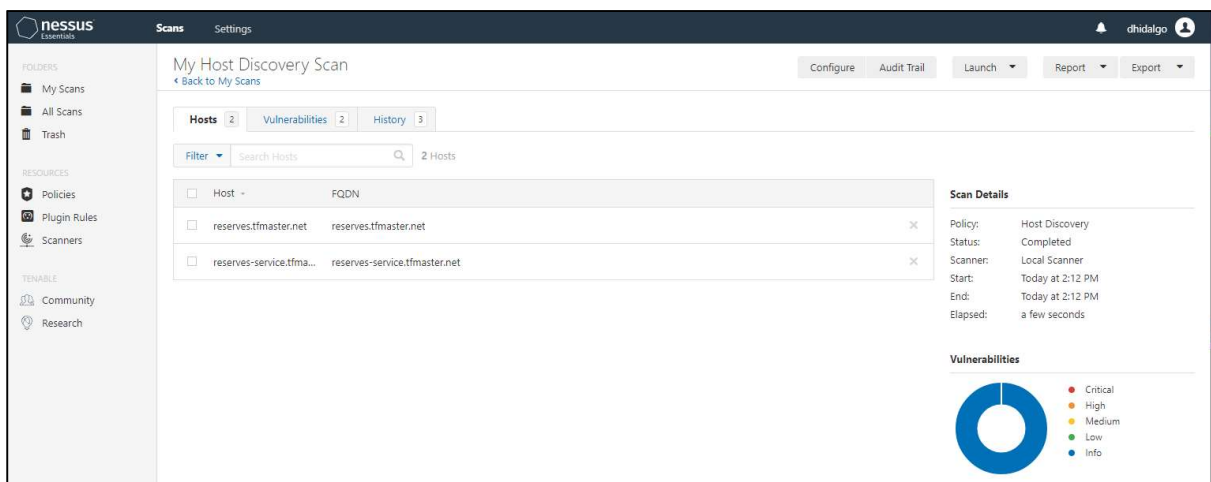 nessus
Essentials
Scans Settings
dhidalgo
FOLDERS
My Scans
All Scans
Trash
RESOURCES
Policies
Plugin Rules
Scanners
TENABLE
Community
Research
My Host Discovery Scan
Back to My Scans
Configure Audit Trail Launch Report Export
Hosts 2 Vulnerabilities 2 History 3
Filter Search Hosts 2 Hosts
Host FQDN
reserves.tfmaster.net reserves.tfmaster.net
reserves-service.tfma... reserves-service.tfmaster.net
Scan Details
Policy: Host Discovery
Status: Completed
Scanner: Local Scanner
Start: Today at 2:12 PM
End: Today at 2:12 PM
Elapsed: a few seconds
Vulnerabilities
Critical
High
Medium
Low
Info